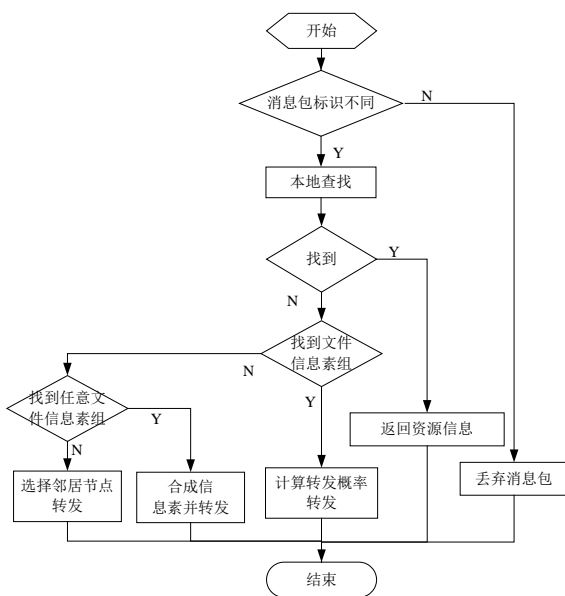 开始
消息包标识不同
N
Y
本地查找
找到
Y
N
找到文件
信息素组
N
Y
找到任意文
件信息素组
Y
N
返回资源信息
选择邻居节点
转发
合成信
息素并转发
计算转发概率
转发
丢弃消息包
结束